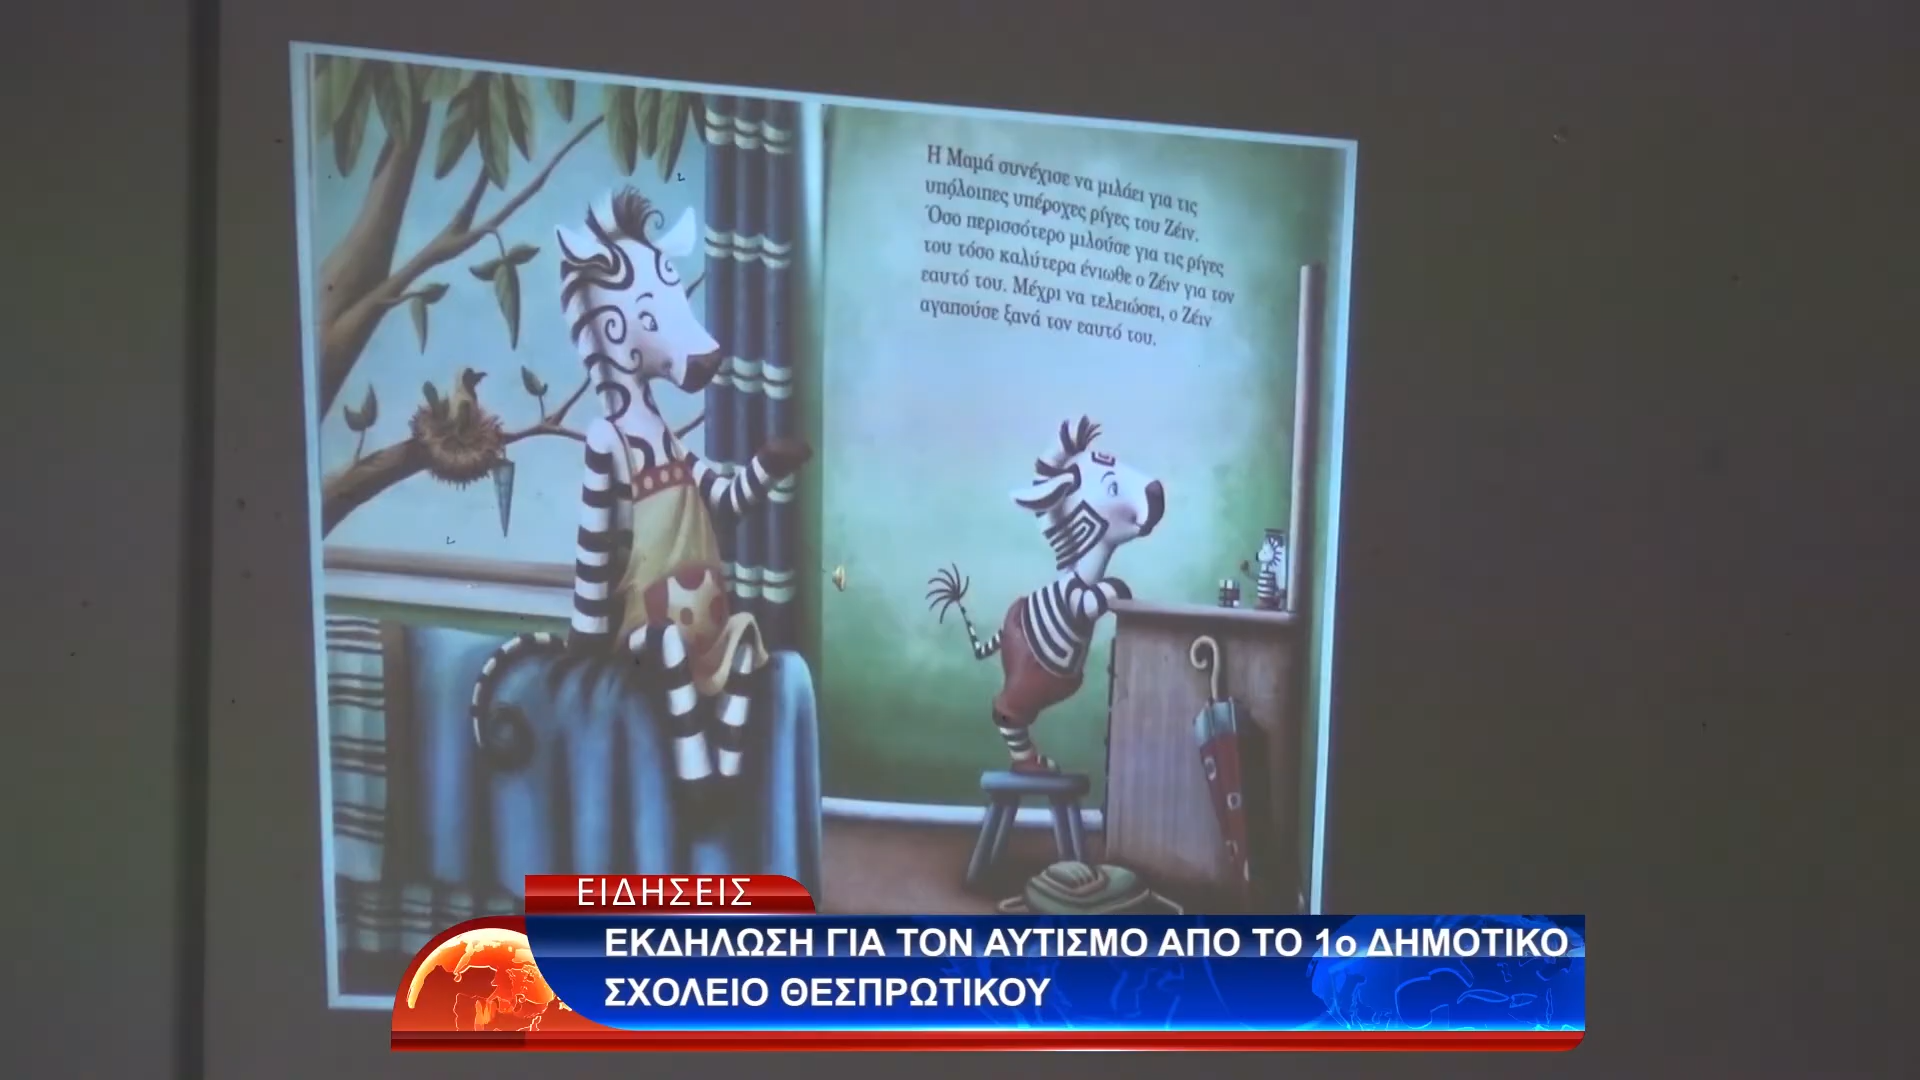 Η Μαμά συνέχισε να μιλάει για τις
υπόλοιπες υπέροχες ρίγες του Ζέιν.
Όσο περισσότερο μιλούσε για τις ρίγες
του τόσο καλύτερα ένιωθε ο Ζέιν για τον
εαυτό του. Μέχρι να τελειώσει, ο Ζέιν
αγαπούσε ξανά τον εαυτό του.
ΕΙΔΗΣΕΙΣ
ΕΚΔΗΛΩΣΗ ΓΙΑ ΤΟΝ ΑΥΤΙΣΜΟ ΑΠΟ ΤΟ 1ο ΔΗΜΟΤΙΚΟ
ΣΧΟΛΕΙΟ ΘΕΣΠΡΩΤΙΚΟΥ